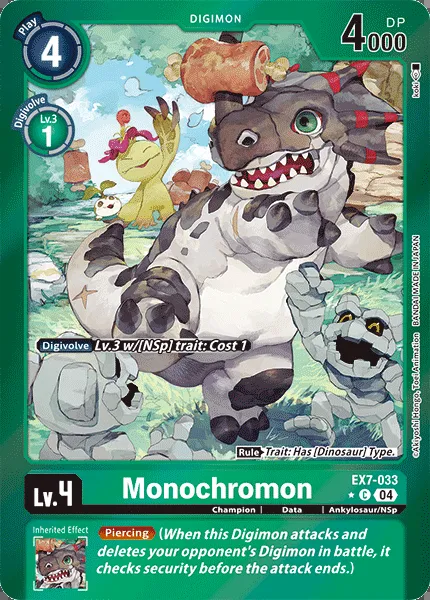 DIGIMON
Play
4
DP
4000
Digivolve
Lv.3
1
koki
©Akiyoshi Hongo, Toei Animation BANDAI MADE IN JAPAN
Digivolve Lv.3 w/[NSp] trait: Cost 1
Rule Trait: Has [Dinosaur] Type.
Lv.4
Monochromon
EX7-033
C 04
Champion | Data | Ankylosaur/NSp
Inherited Effect
Piercing (When this Digimon attacks and
deletes your opponent's Digimon in battle, it
checks security before the attack ends.)